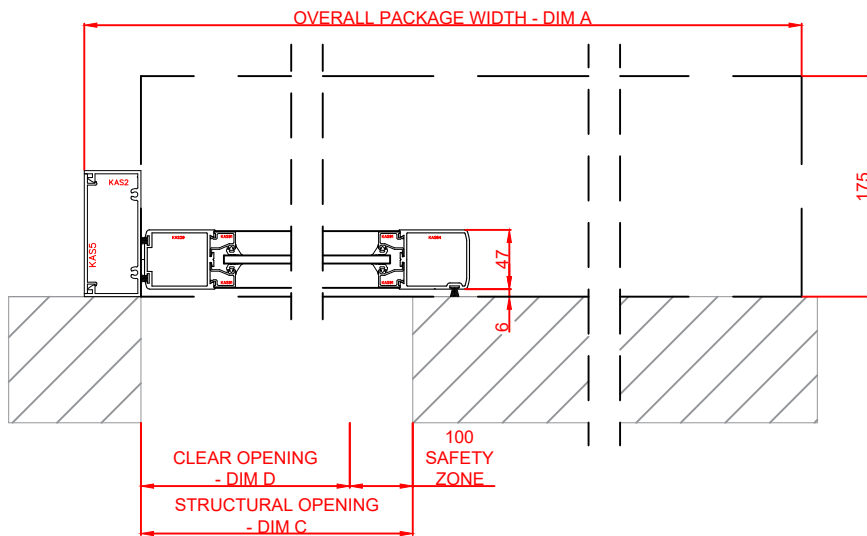 OVERALL PACKAGE WIDTH - DIM A
175
KAS2
KAS5
47
6
CLEAR OPENING
- DIM D
100
SAFETY
ZONE
STRUCTURAL OPENING
- DIM C